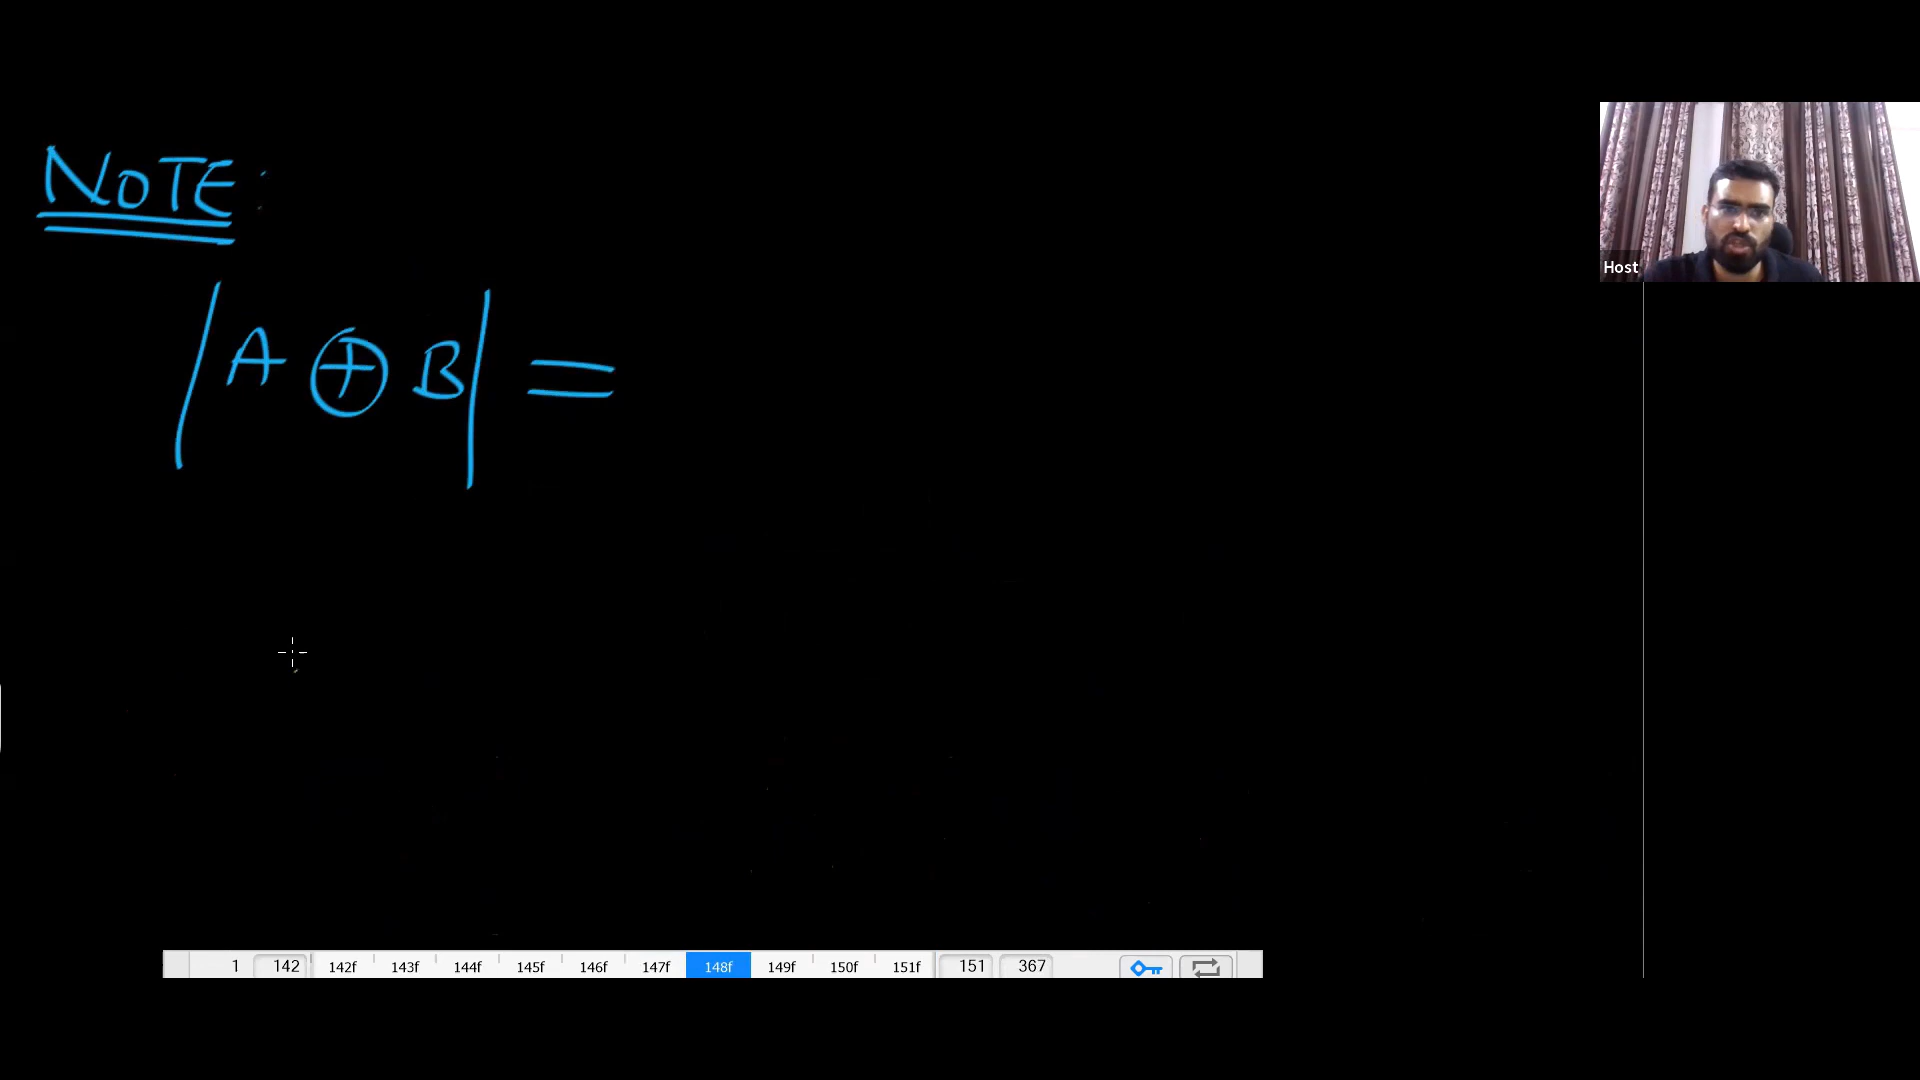 NOTE:
Host
|A ⊕ B| =
1 142 142f 143f 144f 145f 146f 147f 148f 149f 150f 151f 151 367